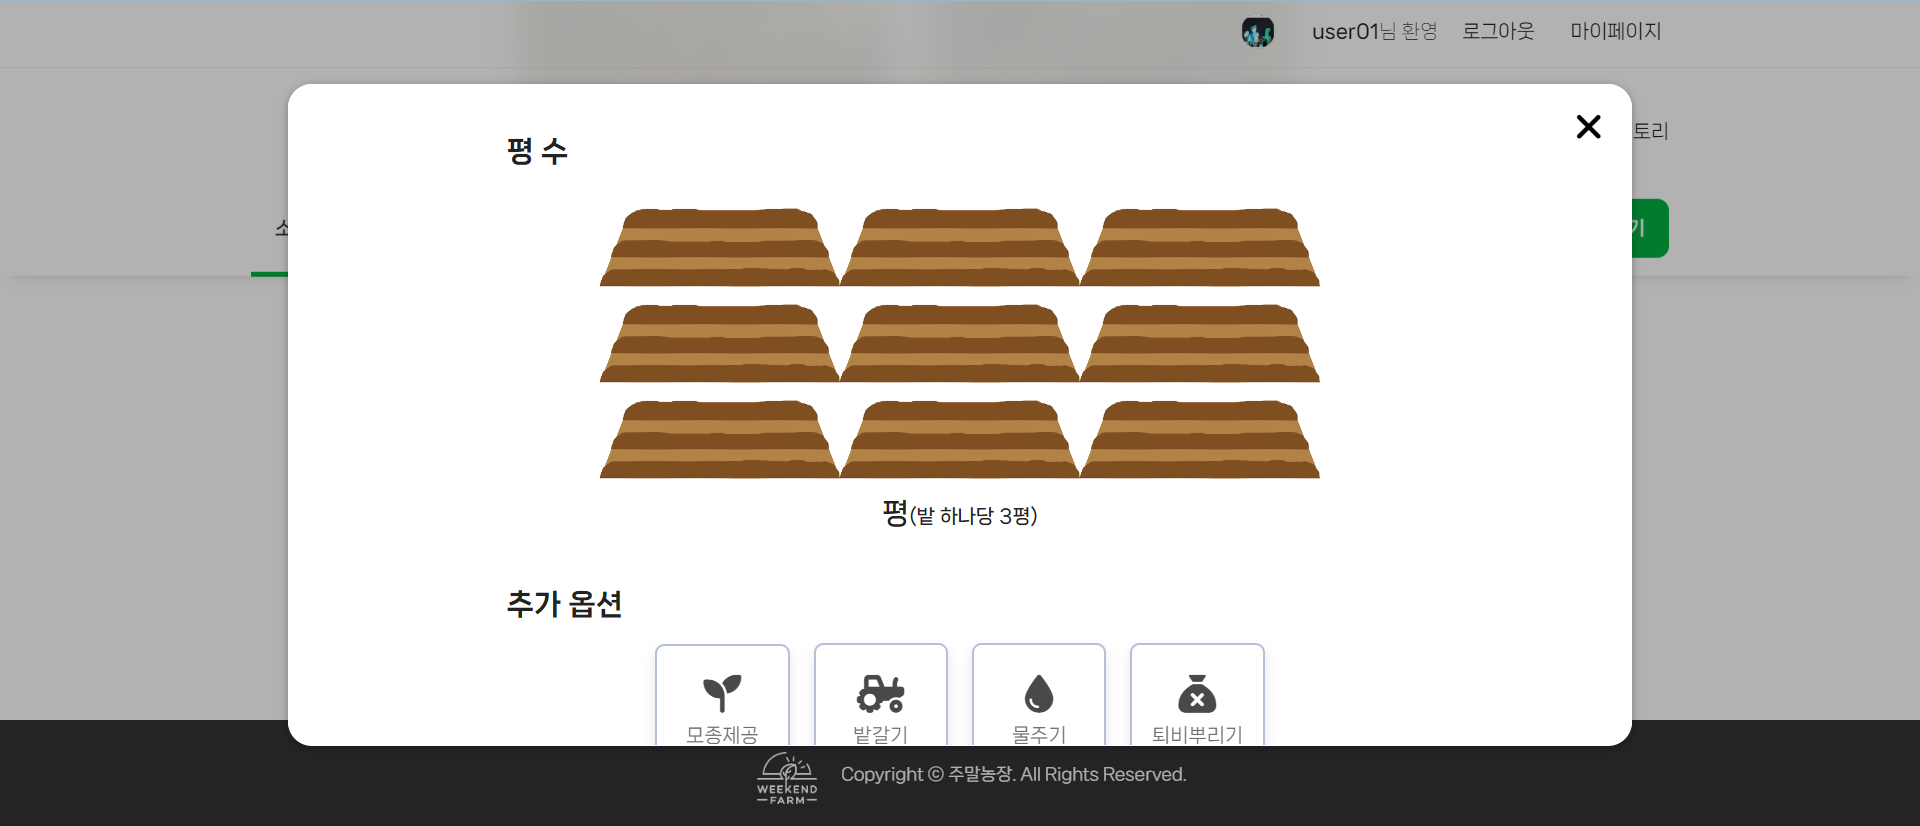 user01님 환영 로그아웃 마이페이지
토리
평 수
소
기
평(밭 하나당 3평)
추가 옵션
모종제공 밭갈기 물주기 퇴비뿌리기
WEEKEND
FARM
Copyright © 주말농장. All Rights Reserved.